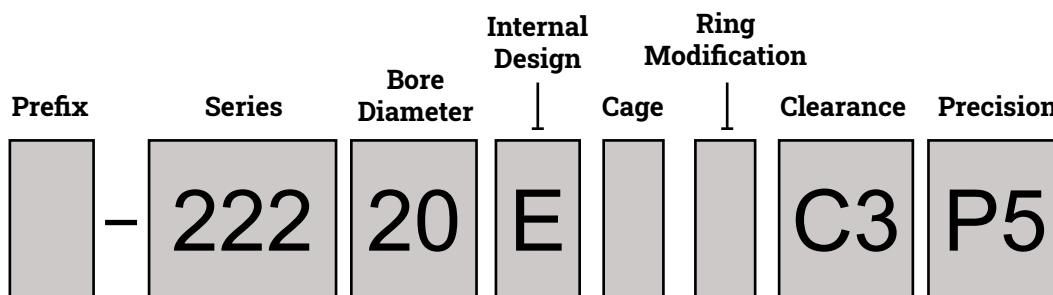 Internal
Design
Ring
Modification
Bore
Diameter
Prefix
Series
Cage
Clearance
Precision
– 222 20 E C3 P5